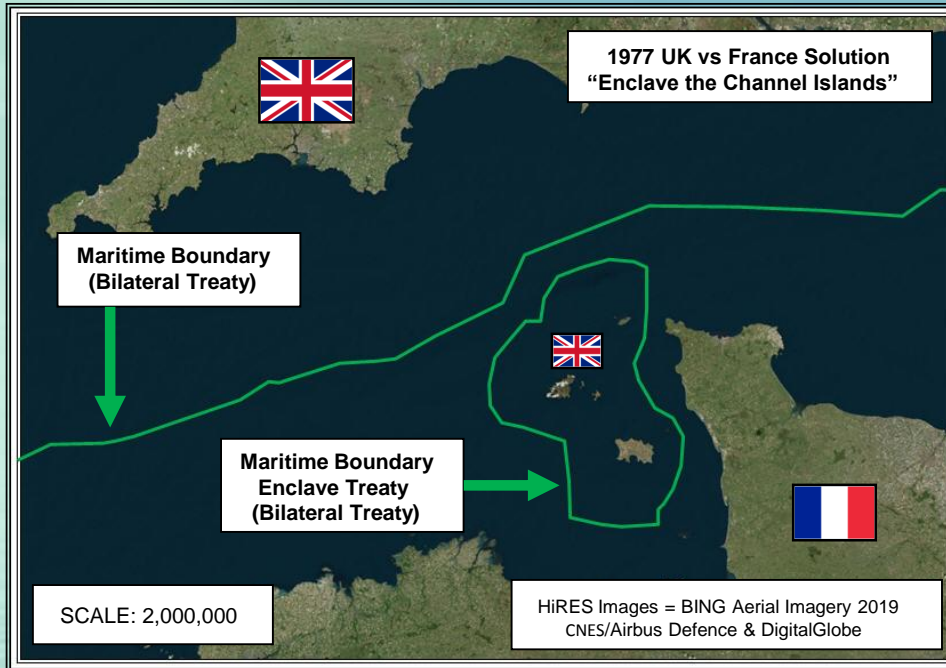 1977 UK vs France Solution
“Enclave the Channel Islands”
Maritime Boundary
(Bilateral Treaty)
Maritime Boundary
Enclave Treaty
(Bilateral Treaty)
SCALE: 2,000,000
HiRES Images = BING Aerial Imagery 2019
CNES/Airbus Defence & DigitalGlobe